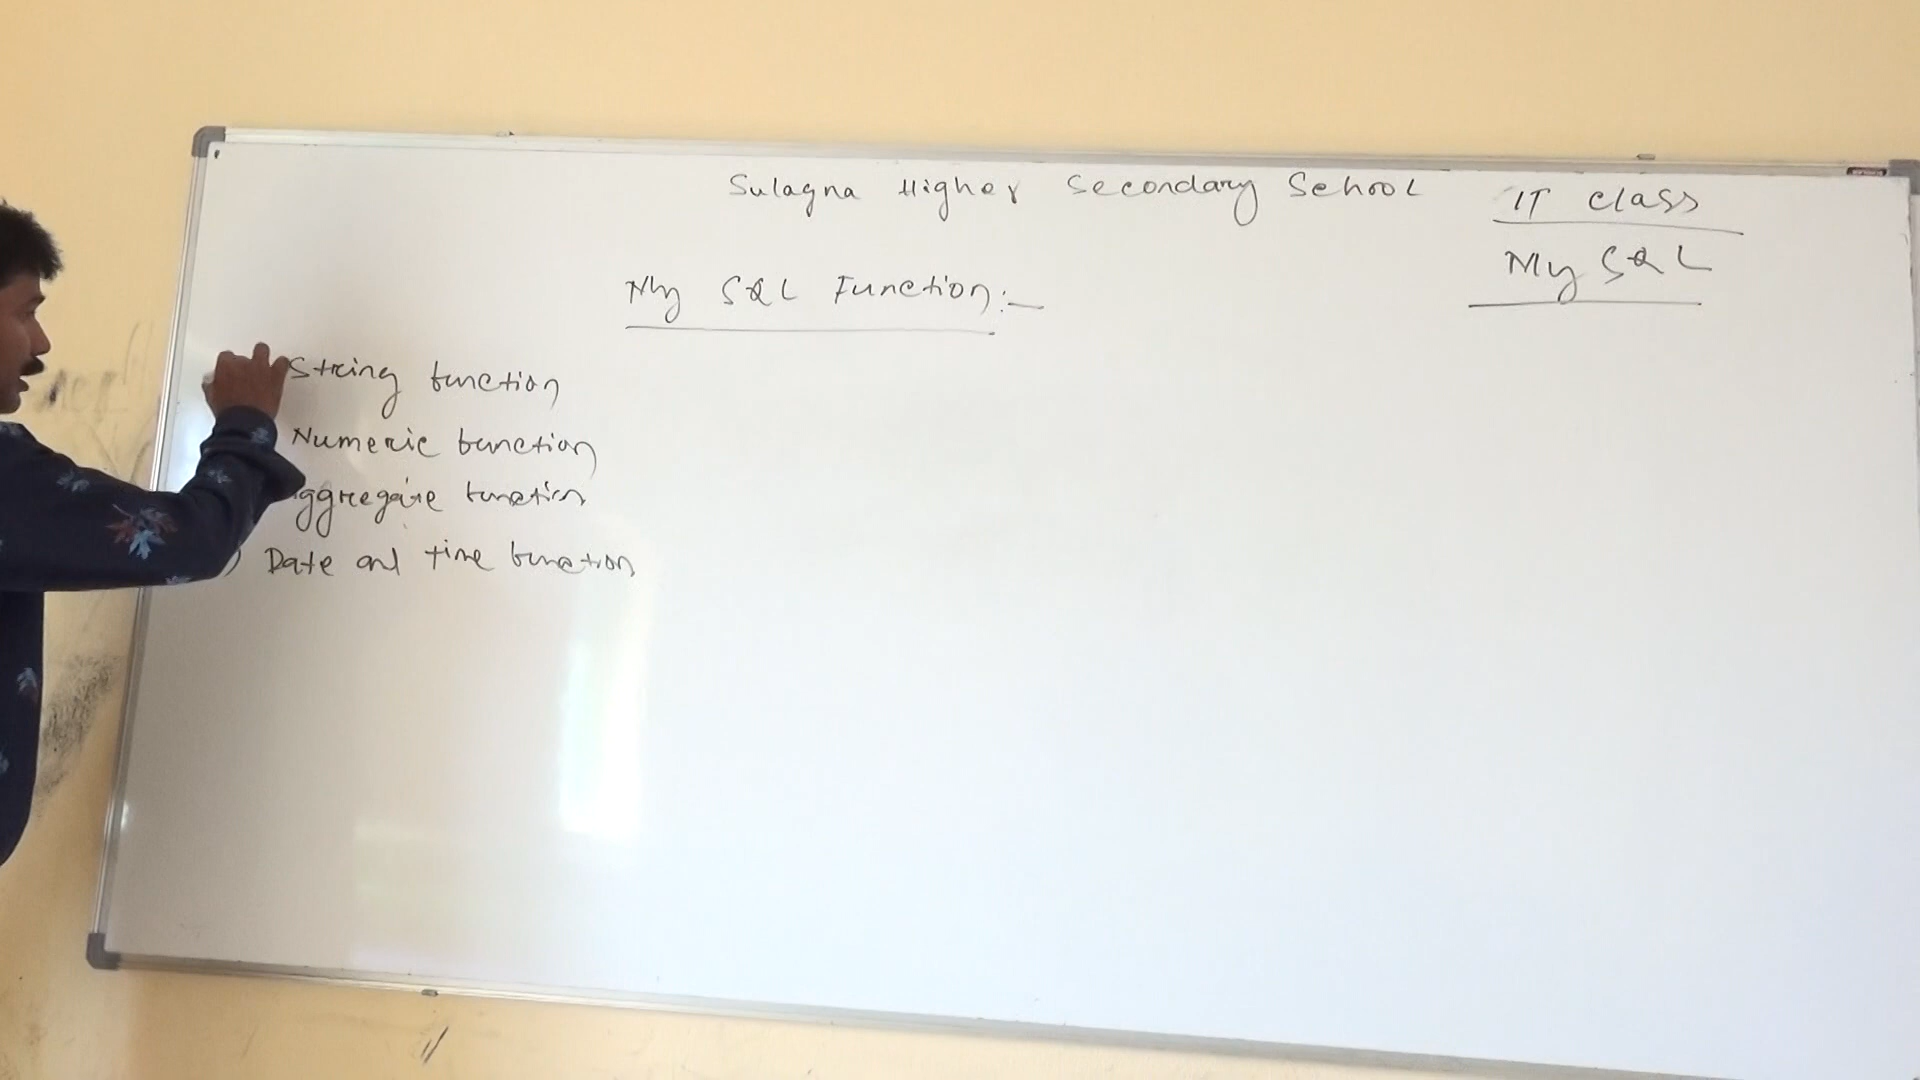 Sulagna Higher Secondary School
IT class
My SQL
My SQL Function:-
String function
Numeric function
ggregate function
) Date and time function